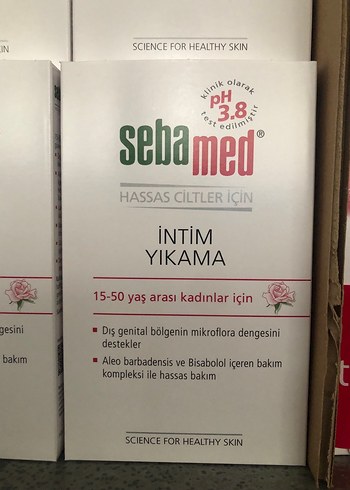 IN
SCIENCE FOR HEALTHY SKIN
klinik olarak
pH
3.8
test edilmiştir
sebamed®
HASSAS CİLTLER İÇİN
İNTİM
YIKAMA
15-50 yaş arası kadınlar için
gesini
Dış genital bölgenin mikroflora dengesini
destekler
bakım
Aleo barbadensis ve Bisabolol içeren bakım
kompleksi ile hassas bakım
SCIENCE FOR HEALTHY SKIN